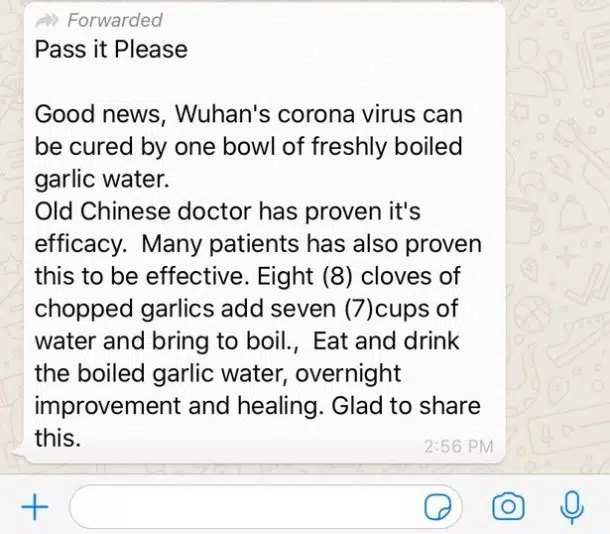 Forwarded
Pass it Please
Good news, Wuhan's corona virus can
be cured by one bowl of freshly boiled
garlic water.
Old Chinese doctor has proven it's
efficacy.  Many patients has also proven
this to be effective. Eight (8) cloves of
chopped garlics add seven (7)cups of
water and bring to boil.,  Eat and drink
the boiled garlic water, overnight
improvement and healing. Glad to share
this.
2:56 PM